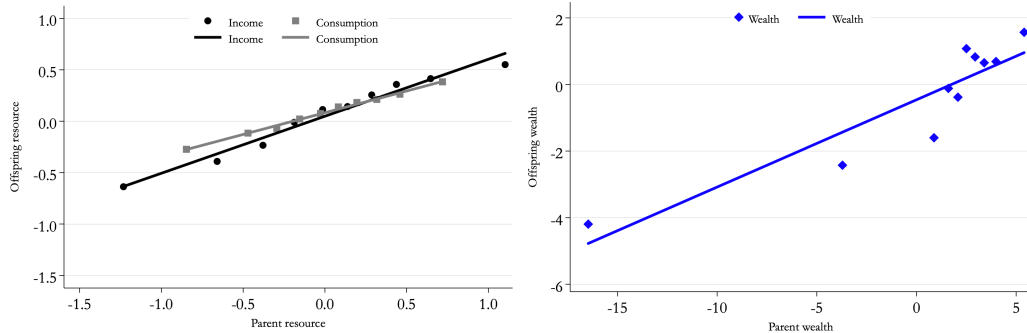 Income Consumption
Income Consumption
1.0
0.5
0.0
-0.5
-1.0
-1.5
Offspring resource
-1.5 -1.0 -0.5 0.0 0.5 1.0
Parent resource
Wealth Wealth
2
0
-2
-4
-6
Offspring wealth
-15 -10 -5 0 5
Parent wealth